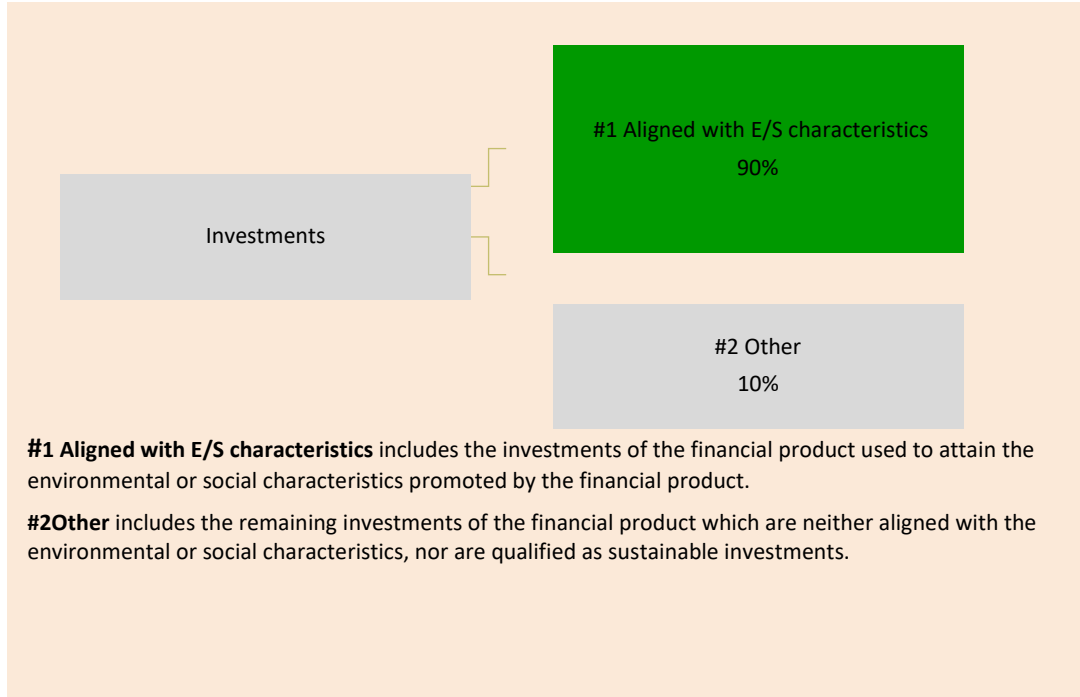 #1 Aligned with E/S characteristics
90%
Investments
#2 Other
10%
#1 Aligned with E/S characteristics includes the investments of the financial product used to attain the
environmental or social characteristics promoted by the financial product.
#2Other includes the remaining investments of the financial product which are neither aligned with the
environmental or social characteristics, nor are qualified as sustainable investments.